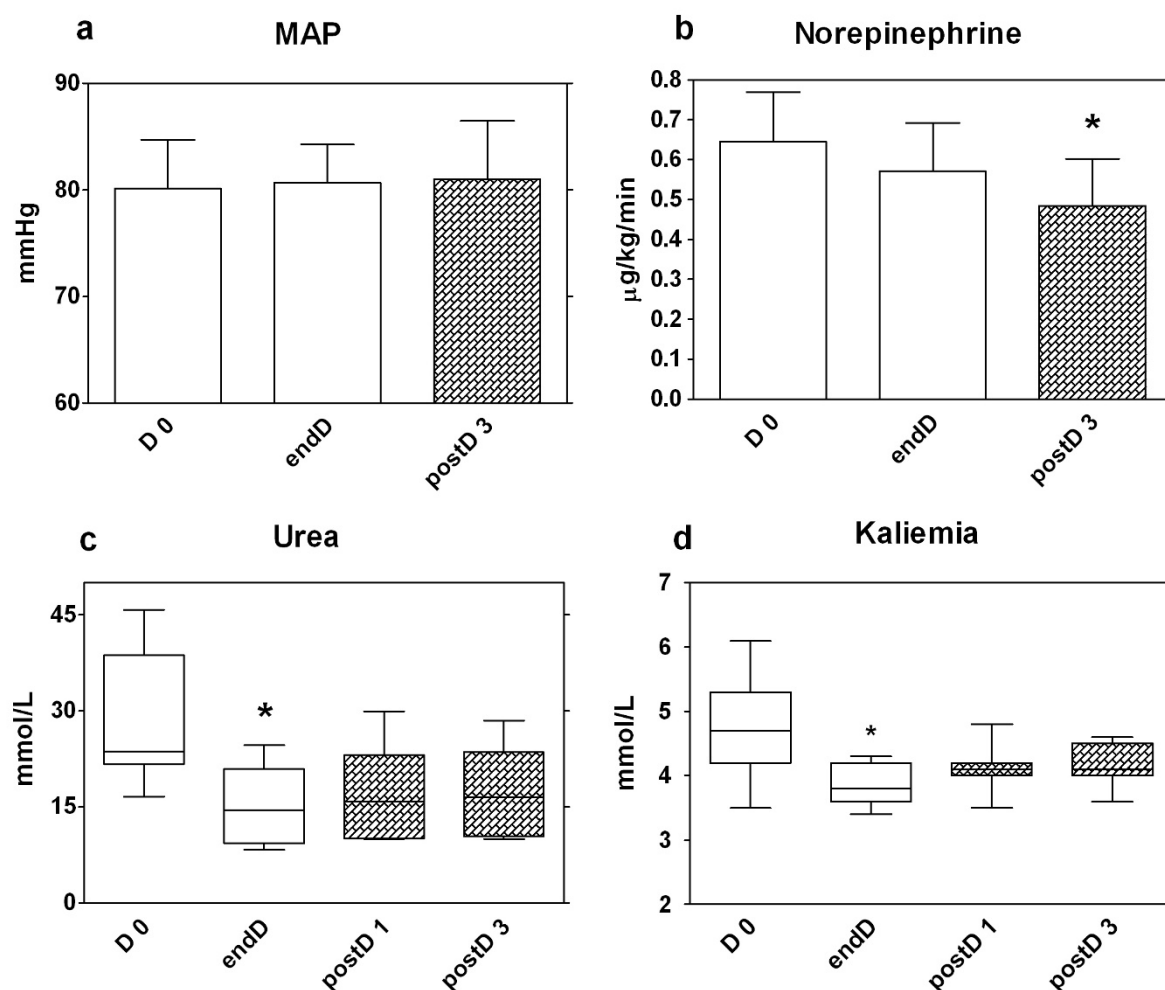 a
MAP
mmHg
90
80
70
60
D 0
endD
postD 3
b
Norepinephrine
µg/kg/min
0.8
0.7
0.6
0.5
0.4
0.3
0.2
0.1
0.0
*
D 0
endD
postD 3
c
Urea
mmol/L
45
30
15
0
*
D 0
endD
postD 1
postD 3
d
Kaliemia
mmol/L
7
6
5
4
3
2
*
D 0
endD
postD 1
postD 3